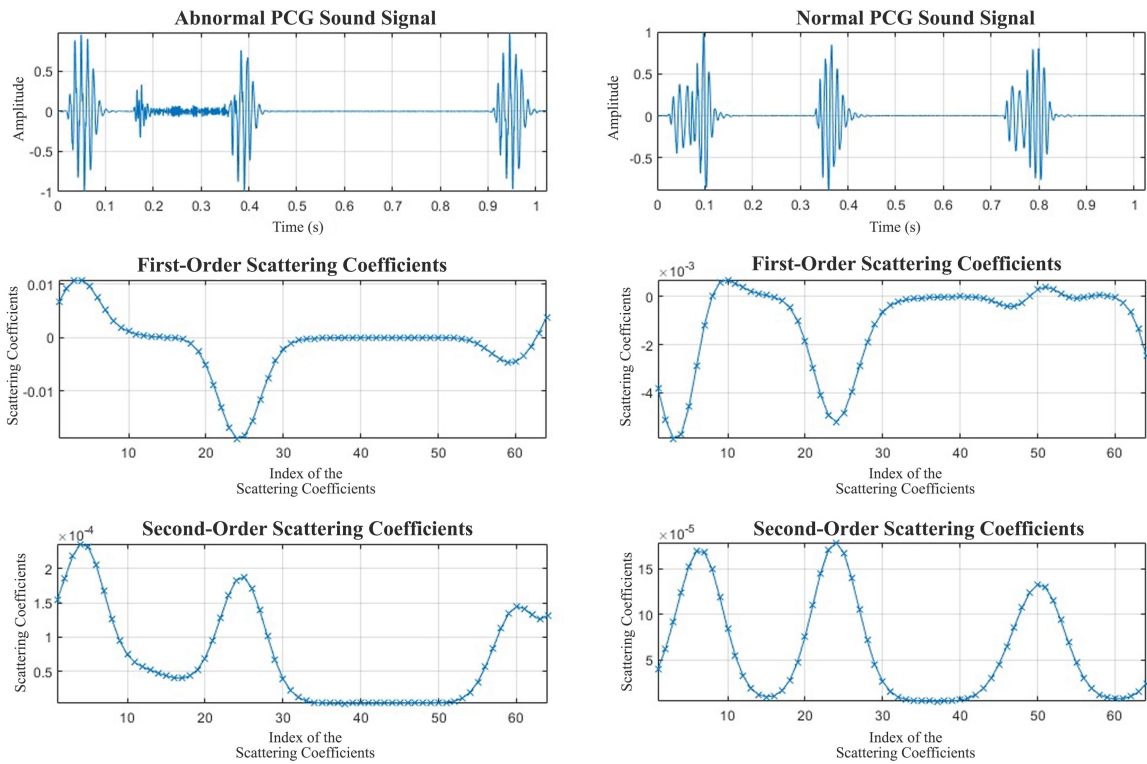 Abnormal PCG Sound Signal
Amplitude
0.5
0
-0.5
-1
0 0.1 0.2 0.3 0.4 0.5 0.6 0.7 0.8 0.9 1
Time (s)
Normal PCG Sound Signal
Amplitude
1
0.5
0
-0.5
0 0.1 0.2 0.3 0.4 0.5 0.6 0.7 0.8 0.9 1
Time (s)
First-Order Scattering Coefficients
Scattering Coefficients
0.01
0
-0.01
10 20 30 40 50 60
Index of the
Scattering Coefficients
First-Order Scattering Coefficients
×10⁻³
Scattering Coefficients
0
-2
-4
10 20 30 40 50 60
Index of the
Scattering Coefficients
Second-Order Scattering Coefficients
×10⁻⁴
Scattering Coefficients
2
1.5
1
0.5
10 20 30 40 50 60
Index of the
Scattering Coefficients
Second-Order Scattering Coefficients
×10⁻⁵
Scattering Coefficients
15
10
5
10 20 30 40 50 60
Index of the
Scattering Coefficients